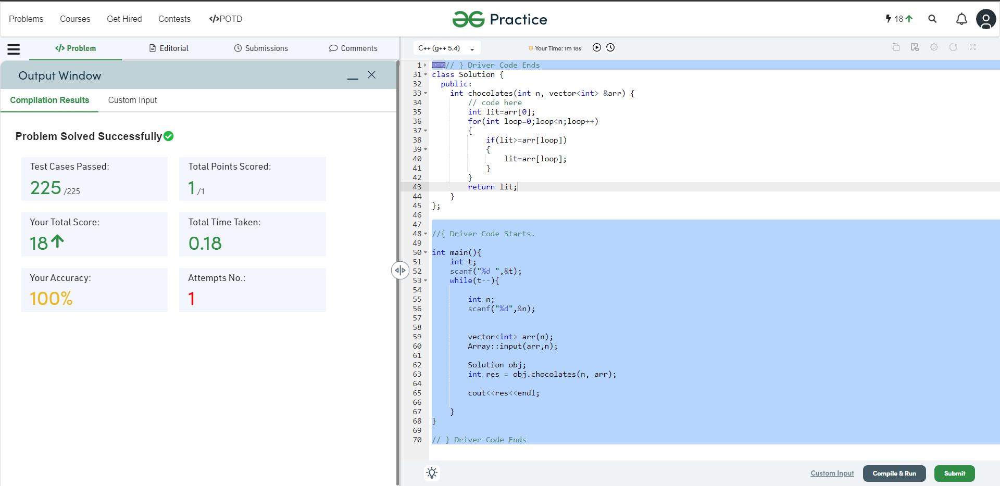 Problems Courses Get Hired Contests </>POTD
Practice
18
</> Problem Editorial Submissions Comments
Output Window
Compilation Results Custom Input
Problem Solved Successfully
Test Cases Passed:
225 /225
Total Points Scored:
1 /1
Your Total Score:
18
Total Time Taken:
0.18
Your Accuracy:
100%
Attempts No.:
1
C++ (g++ 5.4) Your Time: 1m 18s
1 // } Driver Code Ends
31 class Solution {
32   public:
33     int chocolates(int n, vector<int> &arr) {
34         // code here
35         int lit=arr[0];
36         for(int loop=0;loop<n;loop++)
37         {
38             if(lit>=arr[loop])
39             {
40                 lit=arr[loop];
41             }
42         }
43         return lit;
44     }
45 };
46
47
48 //{ Driver Code Starts.
49
50 int main(){
51     int t;
52     scanf("%d ",&t);
53     while(t--){
54
55         int n;
56         scanf("%d",&n);
57
58
59         vector<int> arr(n);
60         Array::input(arr,n);
61
62         Solution obj;
63         int res = obj.chocolates(n, arr);
64
65         cout<<res<<endl;
66
67     }
68 }
69
70 // } Driver Code Ends
Custom Input Compile & Run Submit